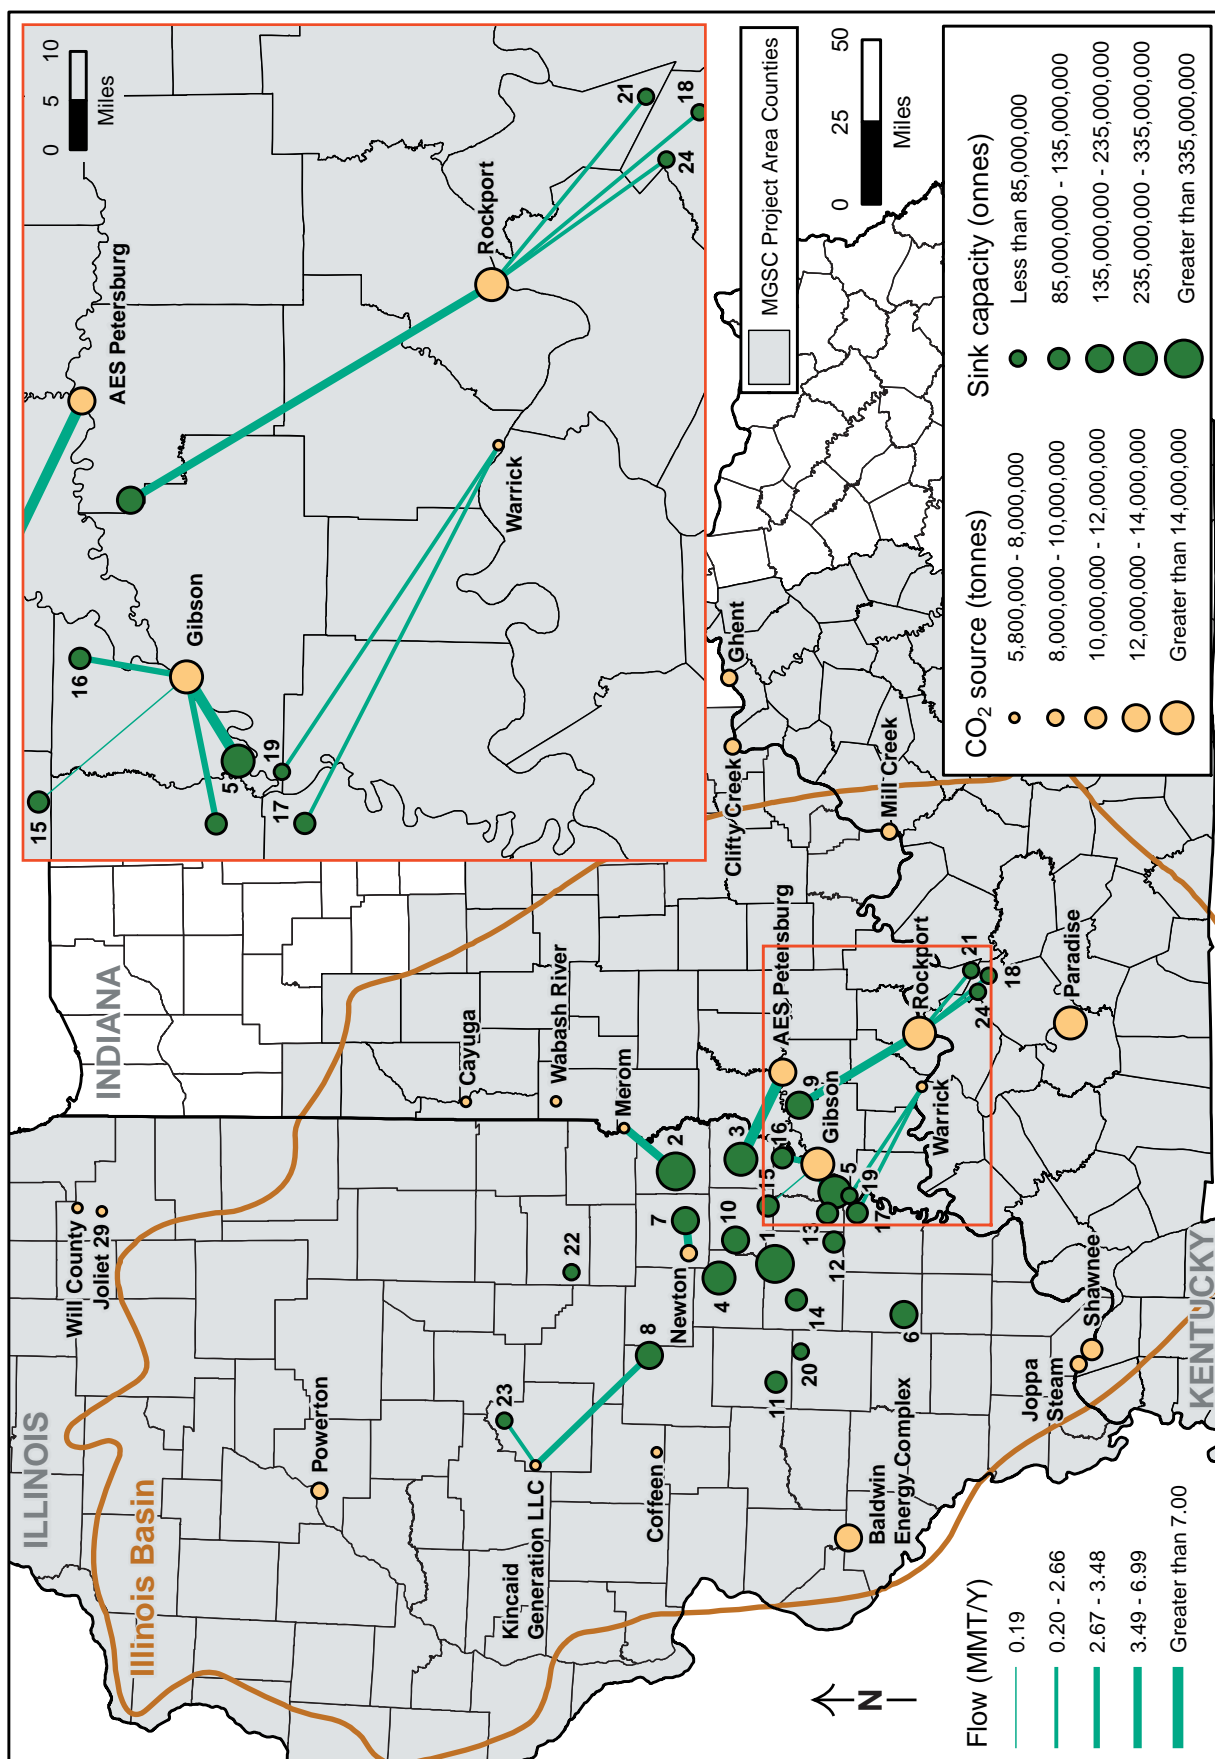 ILLINOIS
INDIANA
KENTUCKY
Illinois Basin
Will County
Joliet 29
Powerton
Cayuga
Wabash River
Merom
22
23
Kincaid
Generation LLC
8
Coffeen
Newton
7
2
10
4
3
1
14
20
11
15
16
9
AES Petersburg
Gibson
5
13
12
19
17
6
Baldwin
Energy Complex
Warrick
Rockport
21
24
18
Paradise
Joppa
Steam
Shawnee
Clifty Creek
Ghent
Mill Creek
N
0 5 10
Miles
AES Petersburg
16
15
Gibson
5
19
17
Warrick
Rockport
21
24
18
MGSC Project Area Counties
0 25 50
Miles
Flow (MMT/Y)
0.19
0.20 - 2.66
2.67 - 3.48
3.49 - 6.99
Greater than 7.00
CO₂ source (tonnes)
5,800,000 - 8,000,000
8,000,000 - 10,000,000
10,000,000 - 12,000,000
12,000,000 - 14,000,000
Greater than 14,000,000
Sink capacity (onnes)
Less than 85,000,000
85,000,000 - 135,000,000
135,000,000 - 235,000,000
235,000,000 - 335,000,000
Greater than 335,000,000